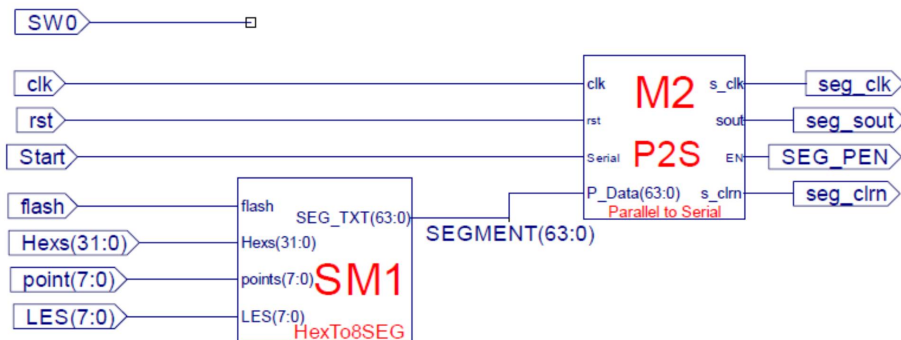 SW0
clk
rst
Start
flash
Hexs(31:0)
point(7:0)
LES(7:0)
flash
Hexs(31:0)
points(7:0)
LES(7:0)
SEG_TXT(63:0)
SM1
HexTo8SEG
SEGMENT(63:0)
clk
rst
Serial
P_Data(63:0)
M2
P2S
Parallel to Serial
s_clk
sout
EN
s_clrn
seg_clk
seg_sout
SEG_PEN
seg_clrn